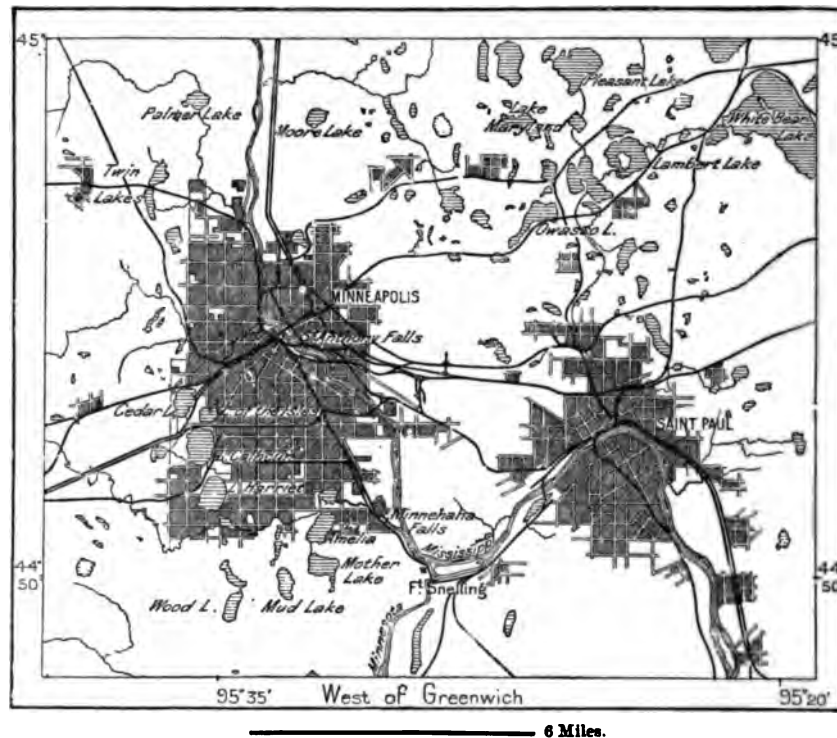 45°
45°
Pleasant Lake
Palmer Lake
Moore Lake
Lake
Maryland
White Bear
Lake
Twin
Lakes
Lambert Lake
Owasso L.
MINNEAPOLIS
Falls
Cedar L.
SAINT PAUL
L. Harriet
Minnehaha
Falls
Amelia
Mississippi
Mother
Lake
44°
50'
44°
50'
Ft. Snelling
Wood L.
Mud Lake
Minnesota
95°35'
West of Greenwich
95°20'
6 Miles.